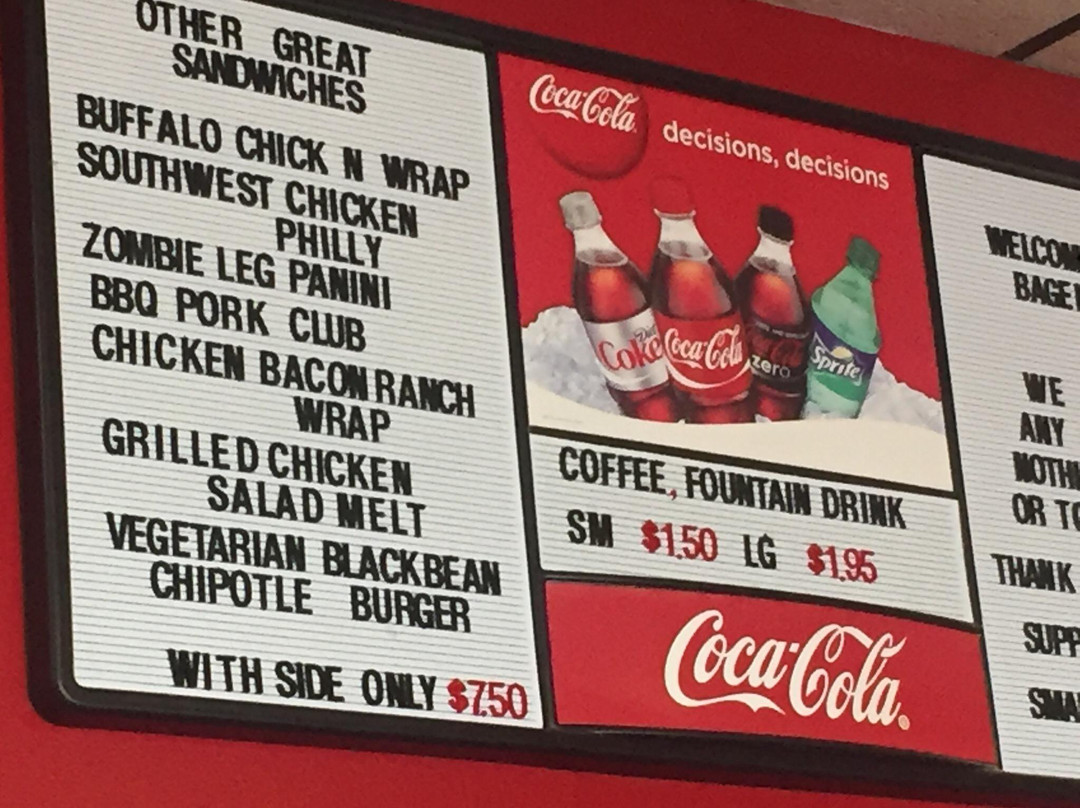 OTHER GREAT
SANDWICHES
BUFFALO CHICK N WRAP
SOUTHWEST CHICKEN
PHILLY
ZOMBIE LEG PANINI
BBQ PORK CLUB
CHICKEN BACON RANCH
WRAP
GRILLED CHICKEN
SALAD MELT
VEGETARIAN BLACKBEAN
CHIPOTLE BURGER
WITH SIDE ONLY $7.50
Coca-Cola
decisions, decisions
Diet
Coke
Coca-Cola
Coca-Cola
zero
Sprite
COFFEE, FOUNTAIN DRINK
SM $1.50 LG $1.95
Coca-Cola®
WE
ANY
THANK